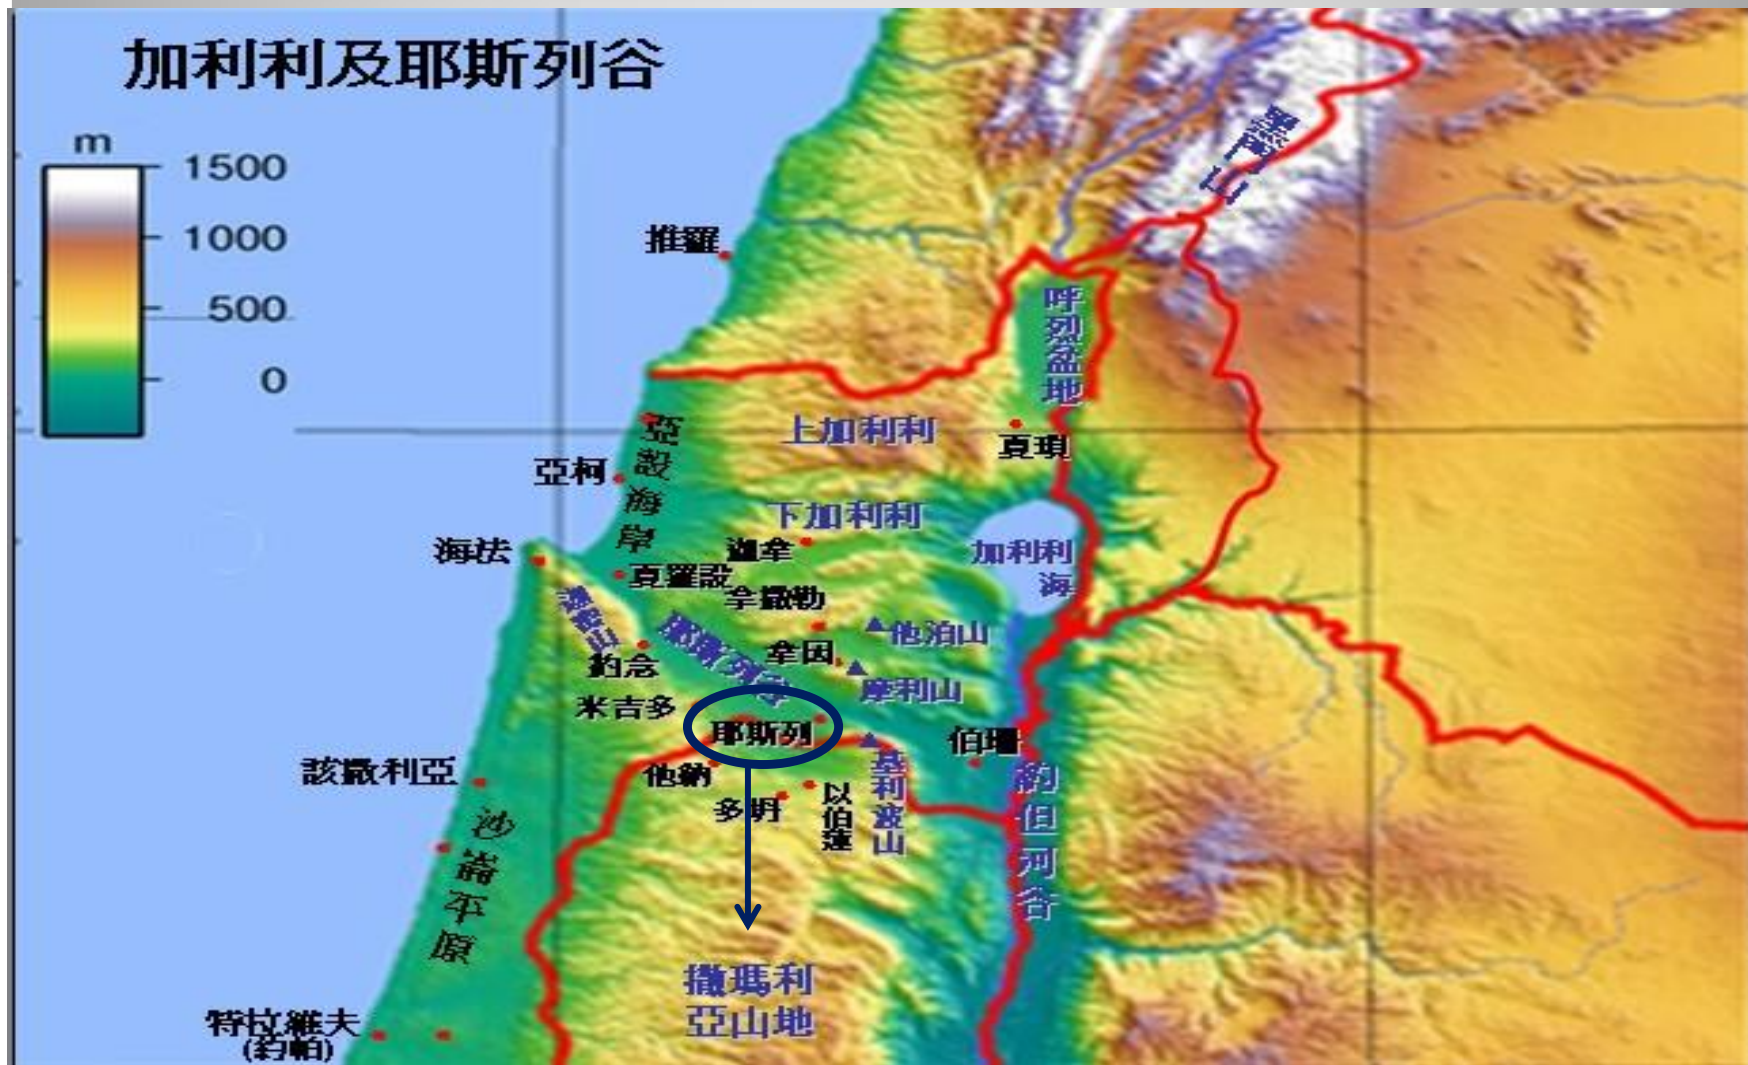 加利利及耶斯列谷
m
1500
1000
500
0
黑門山
推羅
呼烈盆地
上加利利
夏瑣
亞設海岸
亞柯
下加利利
加利利
海
海法
迦拿
夏羅設
拿撒勒
他泊山
耶斯列谷
拿因
約念
摩利山
米吉多
耶斯列
伯珊
該撒利亞
他納
基利波山
約但河谷
多坍
以伯蓮
沙崙平原
撒瑪利
亞山地
特拉維夫
(約帕)